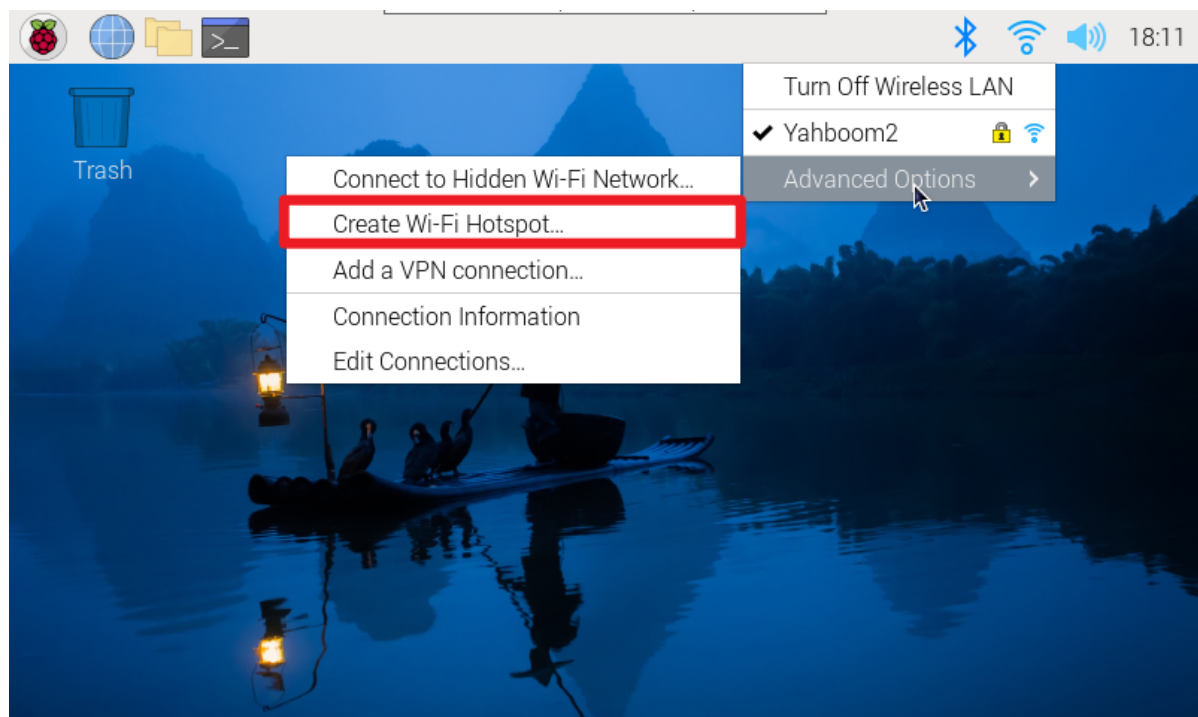 >_
18:11
Trash
Turn Off Wireless LAN
✔ Yahboom2
Advanced Options >
Connect to Hidden Wi-Fi Network...
Create Wi-Fi Hotspot...
Add a VPN connection...
Connection Information
Edit Connections...